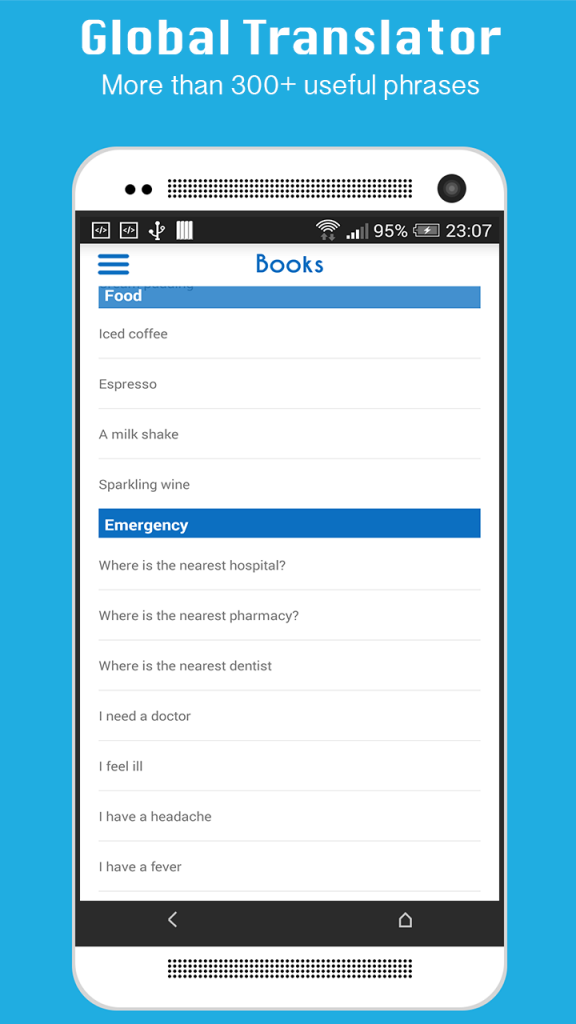 Global Translator
More than 300+ useful phrases
95% 23:07
Books
Food
Iced coffee
Espresso
A milk shake
Sparkling wine
Emergency
Where is the nearest hospital?
Where is the nearest pharmacy?
Where is the nearest dentist
I need a doctor
I feel ill
I have a headache
I have a fever